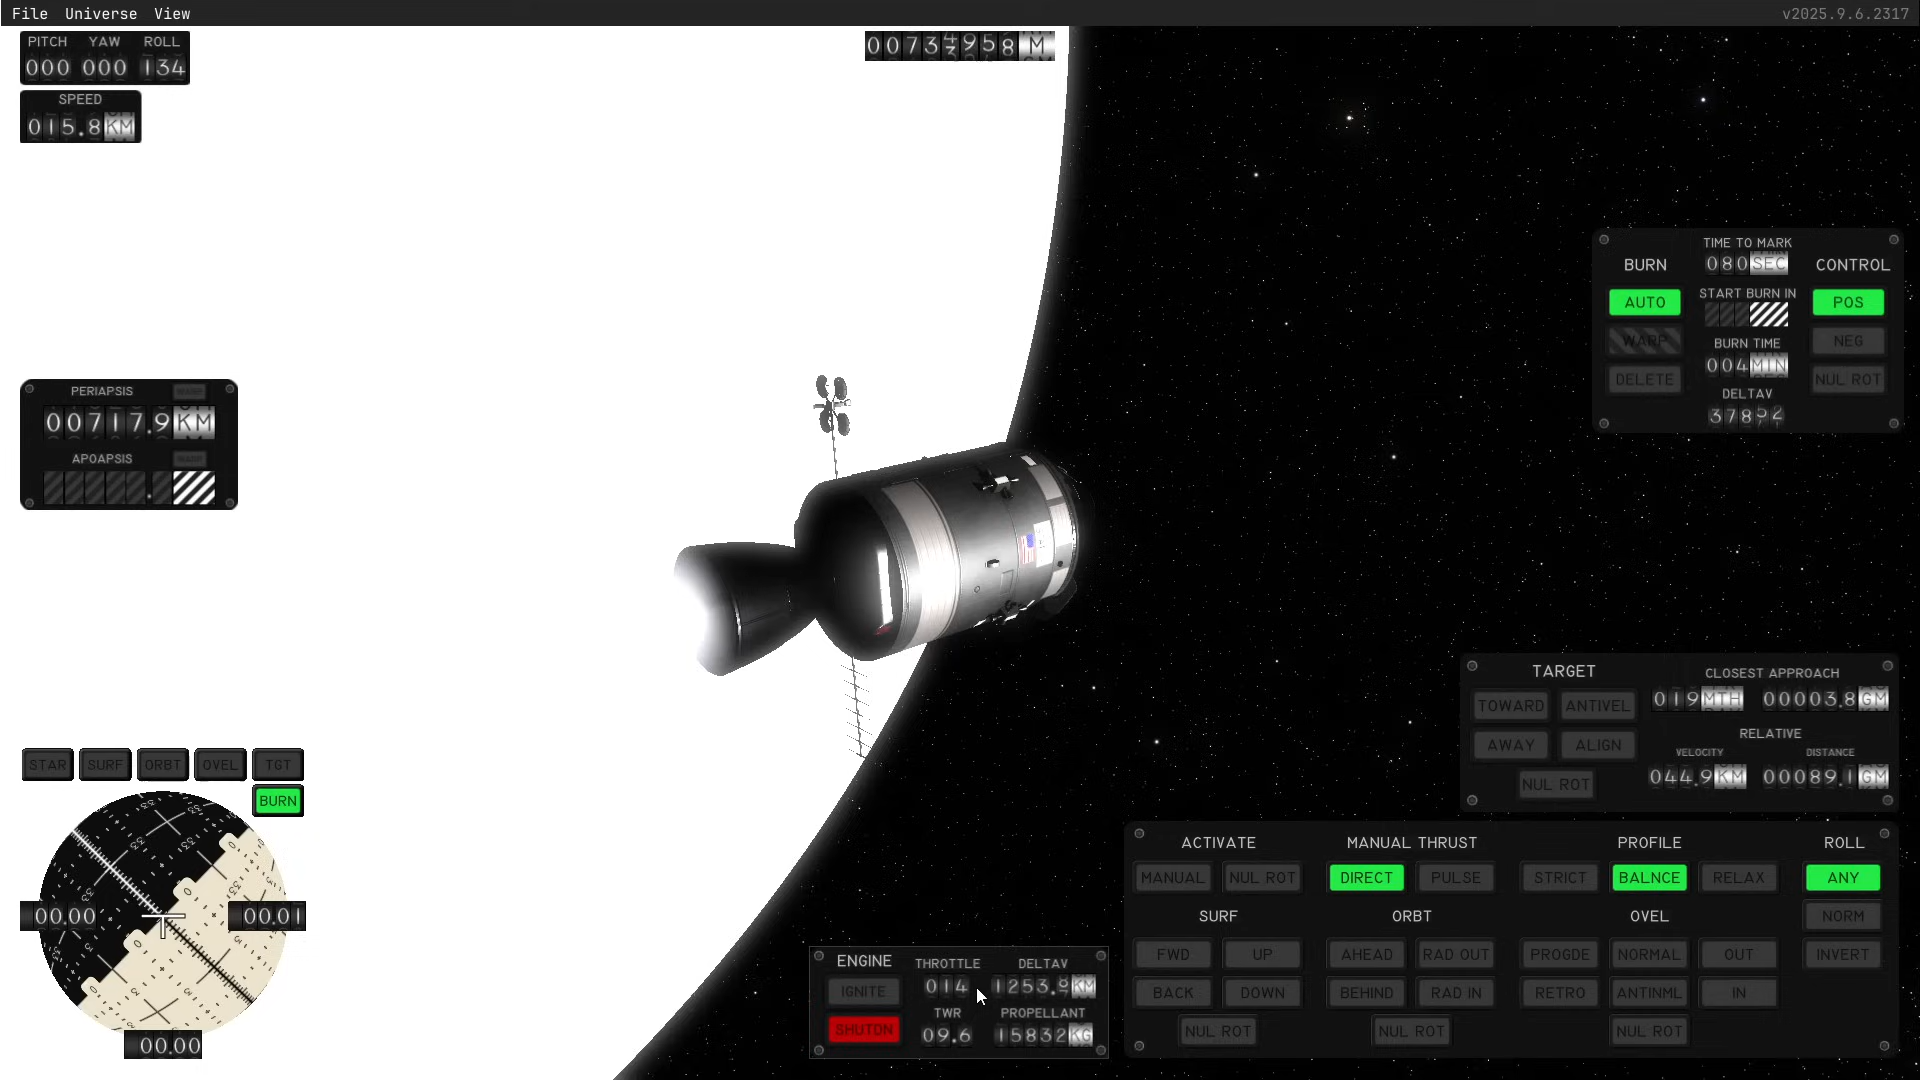 File Universe View v2025.9.6.2317
PITCH YAW ROLL
000 000 134
SPEED
015.8 KM
M
PERIAPSIS WARP
00717.9 KM
APOAPSIS WARP
TIME TO MARK
BURN 080 SEC CONTROL
START BURN IN
AUTO POS
WARP BURN TIME NEG
004 MIN
DELETE NUL ROT
DELTAV
TARGET CLOSEST APPROACH
TOWARD ANTIVEL 019 MTH 00003.8 GM
RELATIVE
AWAY ALIGN VELOCITY DISTANCE
NUL ROT 044.9 KM 00089.1 GM
STAR SURF ORBT OVEL TGT
BURN
00.00 00.01
00.00
ENGINE THROTTLE DELTAV
IGNITE 014 KM
TWR PROPELLANT
SHUTDN 09.6 15832 KG
ACTIVATE MANUAL THRUST PROFILE ROLL
MANUAL NUL ROT DIRECT PULSE STRICT BALNCE RELAX ANY
SURF ORBT OVEL NORM
FWD UP AHEAD RAD OUT PROGDE NORMAL OUT INVERT
BACK DOWN BEHIND RAD IN RETRO ANTINML IN
NUL ROT NUL ROT NUL ROT